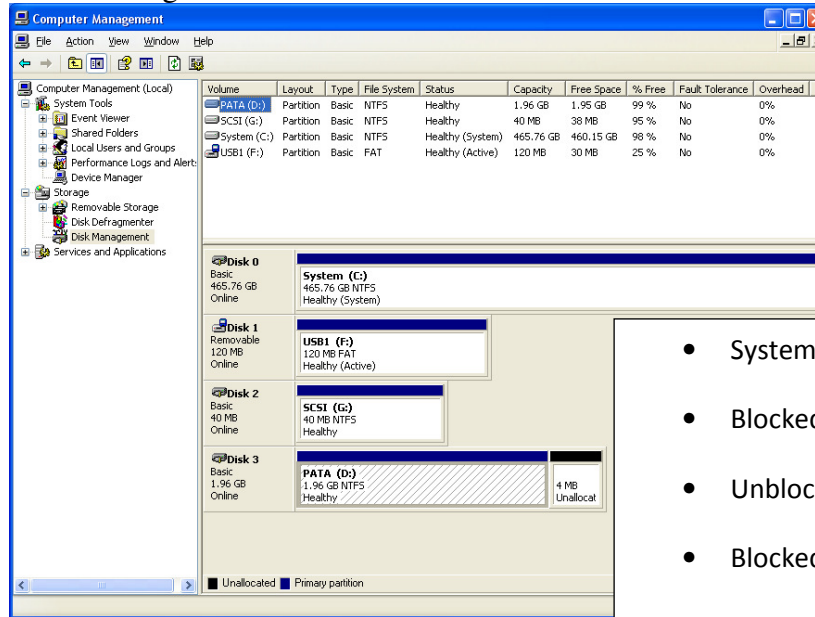 Computer Management
File Action View Window Help
Computer Management (Local)
System Tools
Event Viewer
Shared Folders
Local Users and Groups
Performance Logs and Alert
Device Manager
Storage
Removable Storage
Disk Defragmenter
Disk Management
Services and Applications
Volume Layout Type File System Status Capacity Free Space % Free Fault Tolerance Overhead
PATA (D:) Partition Basic NTFS Healthy 1.96 GB 1.95 GB 99 % No 0%
SCSI (G:) Partition Basic NTFS Healthy 40 MB 38 MB 95 % No 0%
System (C:) Partition Basic NTFS Healthy (System) 465.76 GB 460.15 GB 98 % No 0%
USB1 (F:) Partition Basic FAT Healthy (Active) 120 MB 30 MB 25 % No 0%
Disk 0
Basic
465.76 GB
Online
System (C:)
465.76 GB NTFS
Healthy (System)
Disk 1
Removable
120 MB
Online
USB1 (F:)
120 MB FAT
Healthy (Active)
Disk 2
Basic
40 MB
Online
SCSI (G:)
40 MB NTFS
Healthy
Disk 3
Basic
1.96 GB
Online
PATA (D:)
1.96 GB NTFS
Healthy
4 MB
Unallocat
Unallocated Primary partition
• System
• Blocked
• Unbloc
• Blocked